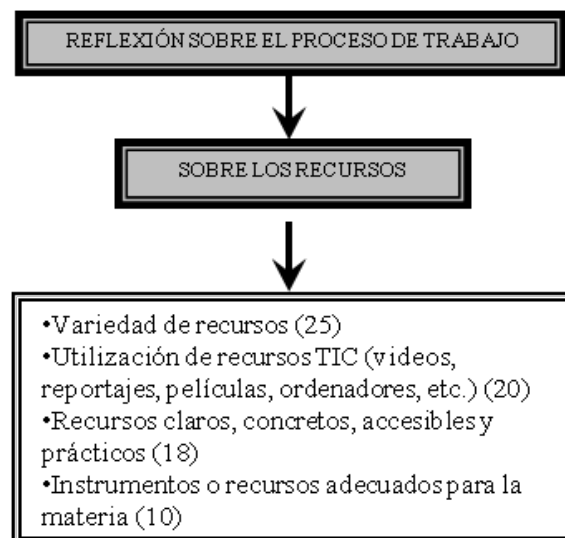 REFLEXIÓN SOBRE EL PROCESO DE TRABAJO
SOBRE LOS RECURSOS
•Variedad de recursos (25)
•Utilización de recursos TIC (videos,
reportajes, películas, ordenadores, etc.) (20)
•Recursos claros, concretos, accesibles y
prácticos (18)
•Instrumentos o recursos adecuados para la
materia (10)